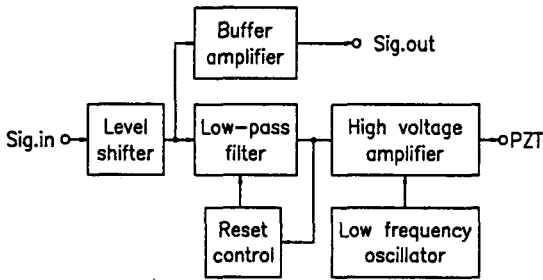 Buffer
amplifier
Sig.out
Sig.in
Level
shifter
Low-pass
filter
High voltage
amplifier
PZT
Reset
control
Low frequency
oscillator